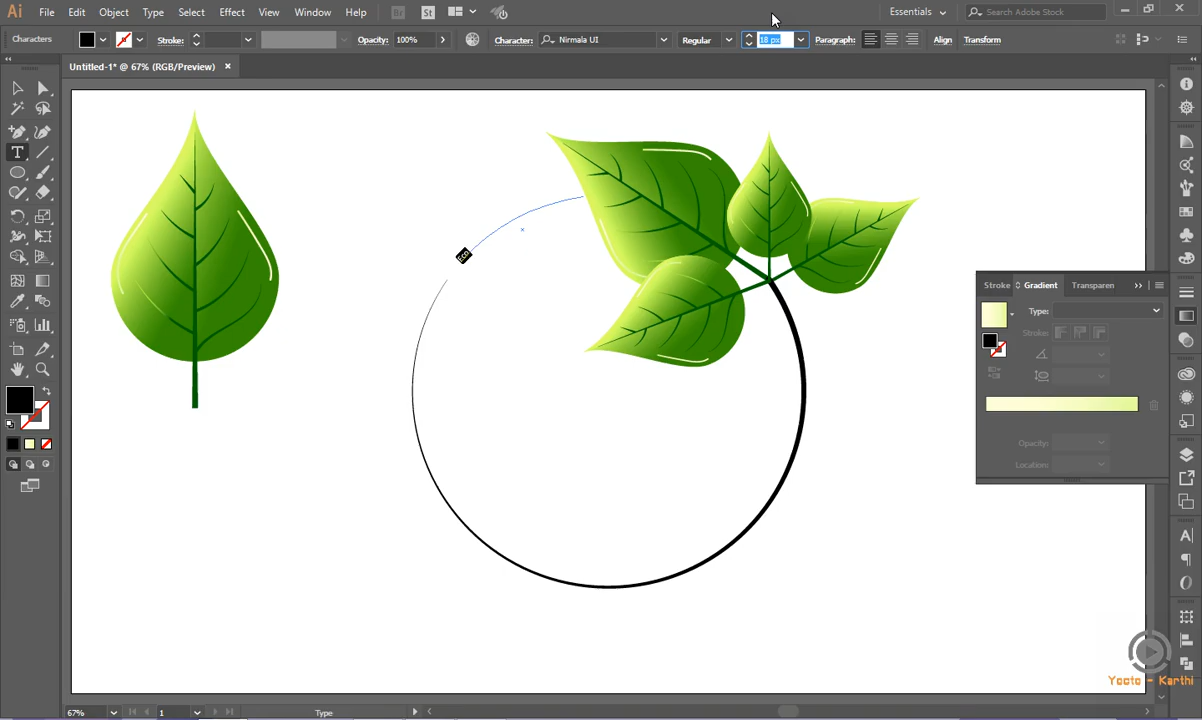 Ai File Edit Object Type Select Effect View Window Help Br St Essentials Search Adobe Stock
Characters Stroke: Opacity: 100% Character: Nirmala UI Regular 18 px Paragraph: Align Transform
Untitled-1* @ 67% (RGB/Preview)
Eco
Stroke Gradient Transparen
Type:
Stroke:
Opacity:
Location:
Yooto - Karthi
67% 1 Type